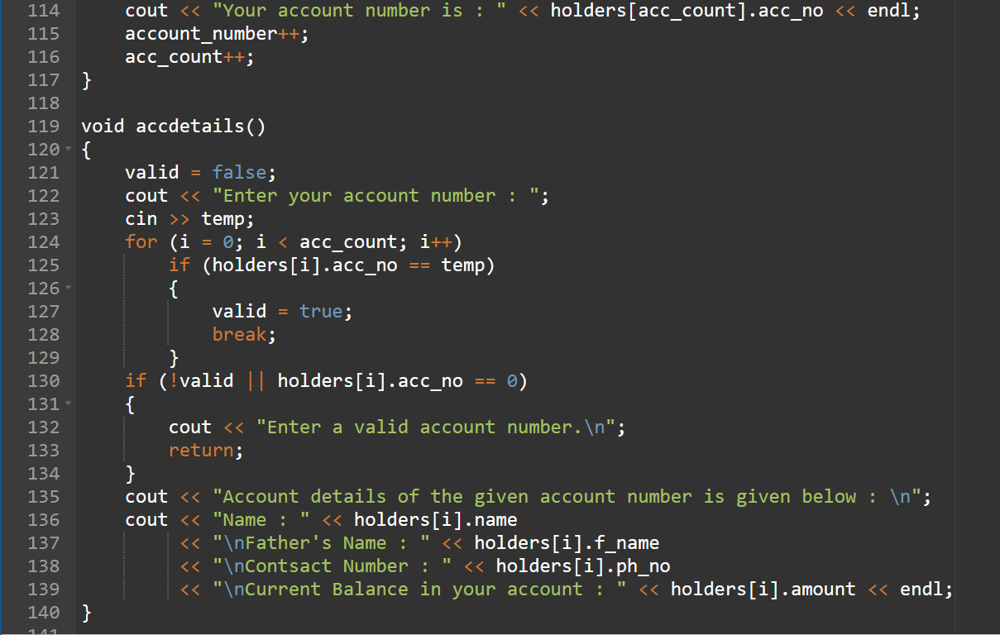 114 cout << "Your account number is : " << holders[acc_count].acc_no << endl;
115 account_number++;
116 acc_count++;
117 }
118
119 void accdetails()
120 {
121 valid = false;
122 cout << "Enter your account number : ";
123 cin >> temp;
124 for (i = 0; i < acc_count; i++)
125 if (holders[i].acc_no == temp)
126 {
127 valid = true;
128 break;
129 }
130 if (!valid || holders[i].acc_no == 0)
131 {
132 cout << "Enter a valid account number.\n";
133 return;
134 }
135 cout << "Account details of the given account number is given below : \n";
136 cout << "Name : " << holders[i].name
137 << "\nFather's Name : " << holders[i].f_name
138 << "\nContsact Number : " << holders[i].ph_no
139 << "\nCurrent Balance in your account : " << holders[i].amount << endl;
140 }
141